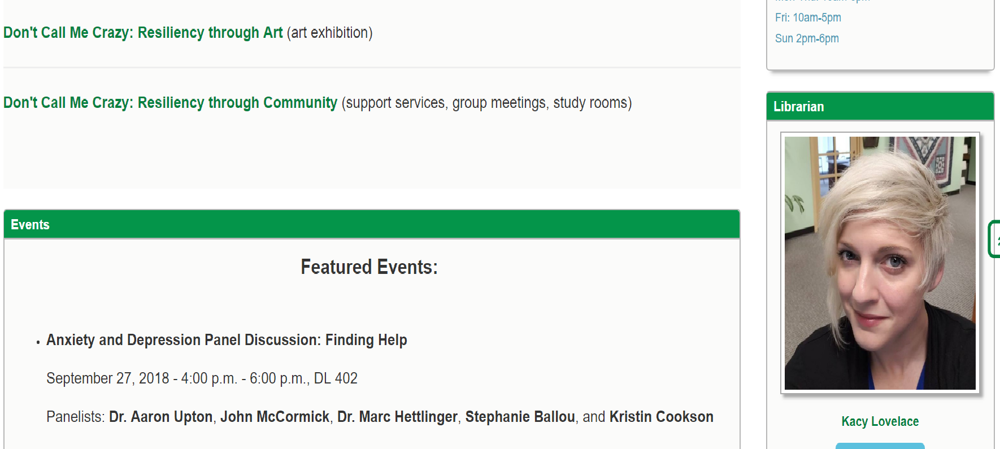 Don't Call Me Crazy: Resiliency through Art (art exhibition)
Don't Call Me Crazy: Resiliency through Community (support services, group meetings, study rooms)
Events
Featured Events:
• Anxiety and Depression Panel Discussion: Finding Help
September 27, 2018 - 4:00 p.m. - 6:00 p.m., DL 402
Panelists: Dr. Aaron Upton, John McCormick, Dr. Marc Hettlinger, Stephanie Ballou, and Kristin Cookson
Fri: 10am-5pm
Sun 2pm-6pm
Librarian
Kacy Lovelace